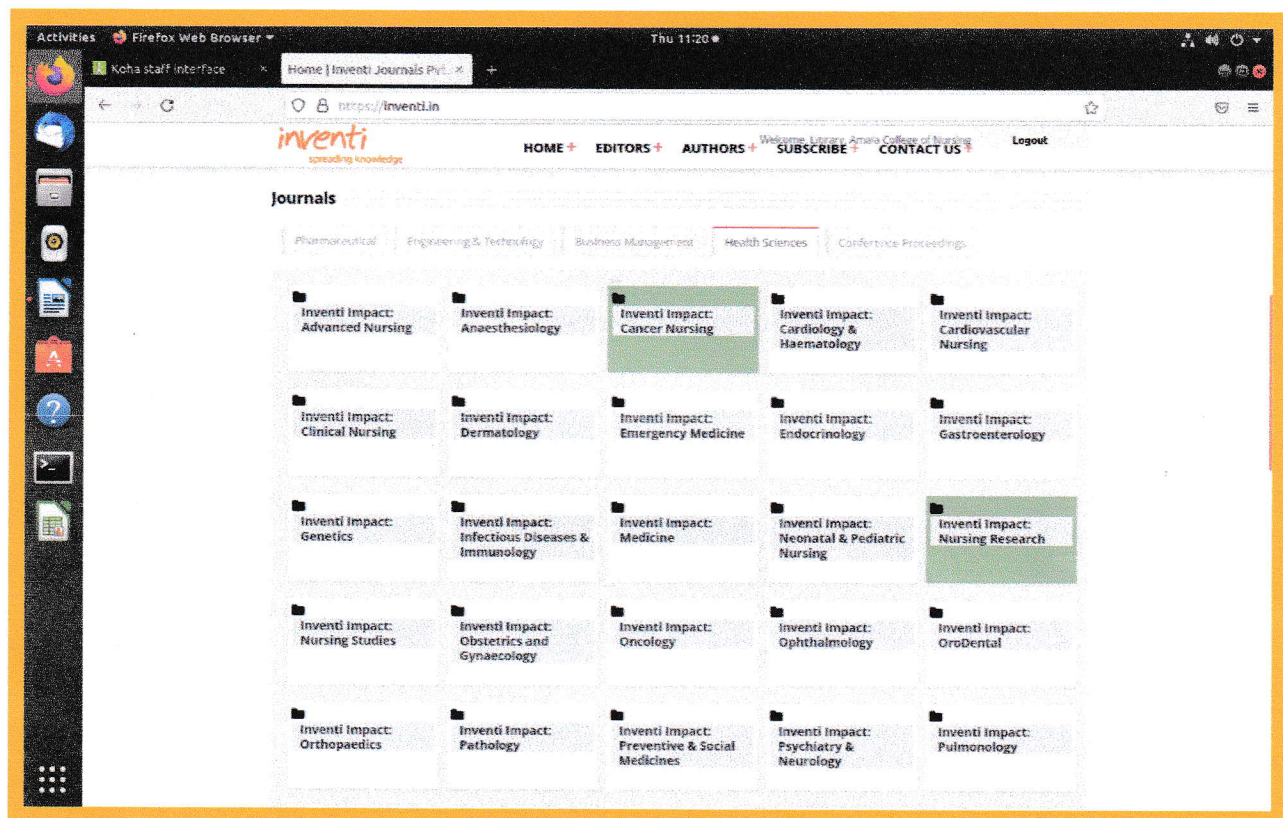 Activities Firefox Web Browser
Thu 11:20
Koha staff interface
Home | Inventi Journals Pvt.
https://inventi.in
inventi
spreading knowledge
HOME + EDITORS + AUTHORS + SUBSCRIBE + CONTACT US +
Welcome, Library, Amara College of Nursing
Logout
Journals
Pharmaceutical Engineering & Technology Business Management Health Sciences Conference Proceedings
Inventi Impact:
Advanced Nursing
Inventi Impact:
Anaesthesiology
Inventi Impact:
Cancer Nursing
Inventi Impact:
Cardiology &
Haematology
Inventi Impact:
Cardiovascular
Nursing
Inventi Impact:
Clinical Nursing
Inventi Impact:
Dermatology
Inventi Impact:
Emergency Medicine
Inventi Impact:
Endocrinology
Inventi Impact:
Gastroenterology
Inventi Impact:
Genetics
Inventi Impact:
Infectious Diseases &
Immunology
Inventi Impact:
Medicine
Inventi Impact:
Neonatal & Pediatric
Nursing
Inventi Impact:
Nursing Research
Inventi Impact:
Nursing Studies
Inventi Impact:
Obstetrics and
Gynaecology
Inventi Impact:
Oncology
Inventi Impact:
Ophthalmology
Inventi Impact:
OroDental
Inventi Impact:
Orthopaedics
Inventi Impact:
Pathology
Inventi Impact:
Preventive & Social
Medicines
Inventi Impact:
Psychiatry &
Neurology
Inventi Impact:
Pulmonology